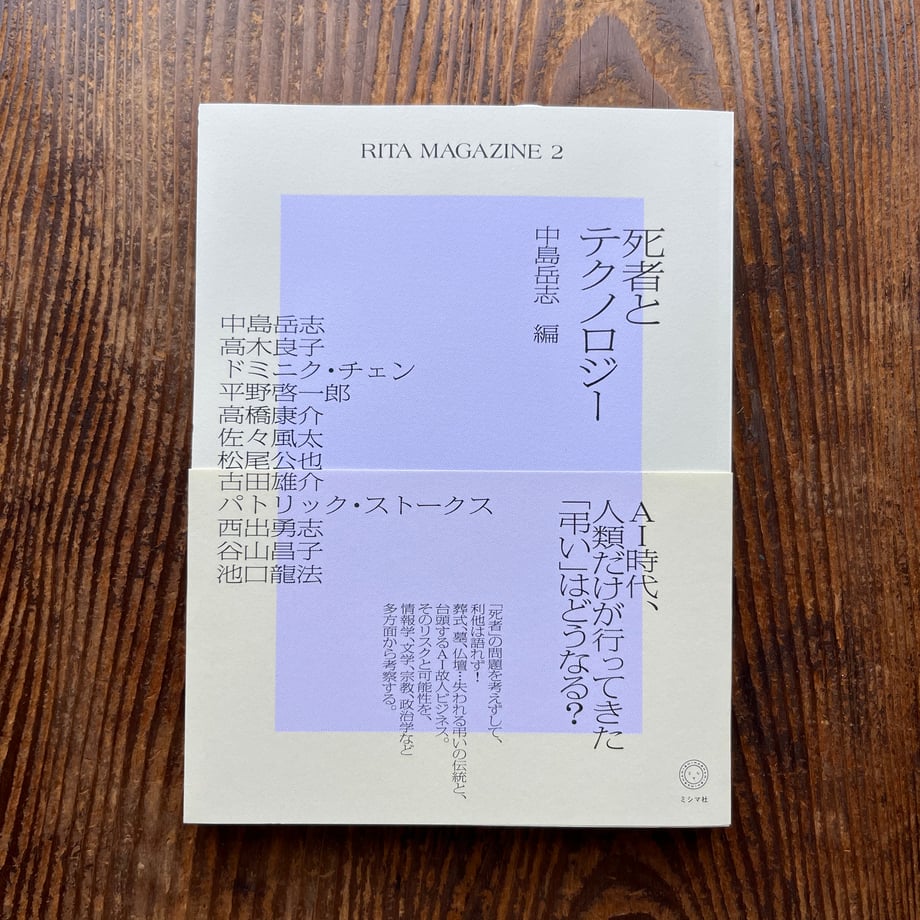 RITA MAGAZINE 2
死者と
テクノロジー
中島岳志　編
中島岳志
高木良子
ドミニク・チェン
平野啓一郎
高橋康介
佐々風太
松尾公也
古田雄介
パトリック・ストークス
西出勇志
谷山昌子
池口龍法
AI時代、
人類だけが行ってきた
「弔い」はどうなる?
「死者」の問題を考えずして、
利他は語れず!
葬式、墓、仏壇…失われる弔いの伝統と、
台頭するAI故人ビジネス。
そのリスクと可能性を、
情報学、文学、宗教、政治学など
多方面から考察する。
ミシマ社